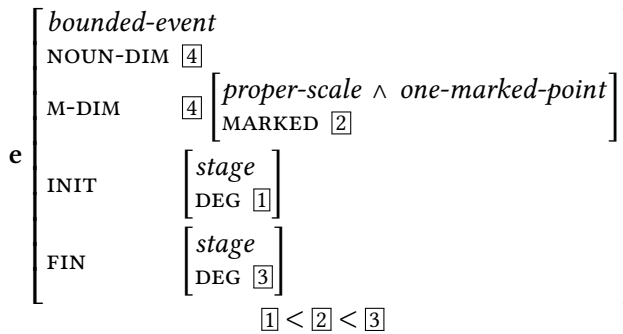 bounded-event
NOUN-DIM 4
M-DIM 4 proper-scale ∧ one-marked-point
MARKED 2
e
INIT stage
DEG 1
FIN stage
DEG 3
1 < 2 < 3